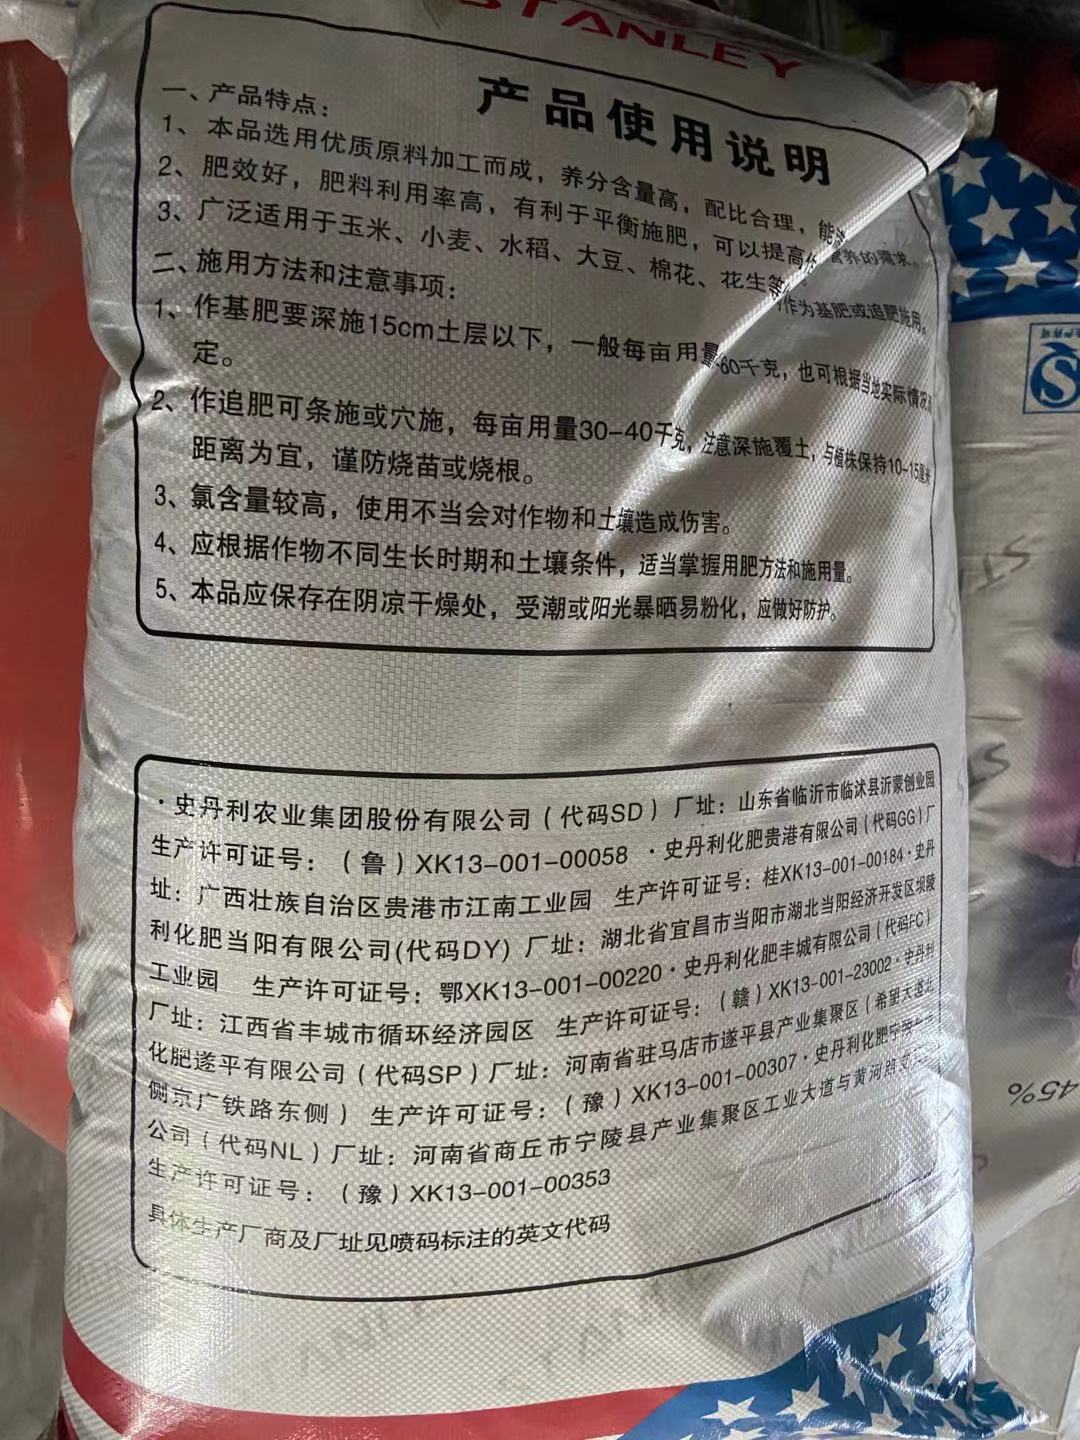 STANLEY
产品使用说明
一、产品特点：
1、本品选用优质原料加工而成，养分含量高，配比合理，能 营养的需求。
2、肥效好，肥料利用率高，有利于平衡施肥，可以提高
3、广泛适用于玉米、小麦、水稻、大豆、棉花、花生等 作为基肥或追肥施用。
二、施用方法和注意事项：
1、作基肥要深施15cm土层以下，一般每亩用量 60千克，也可根据当地实际情况
定。
2、作追肥可条施或穴施，每亩用量30-40千克，注意深施覆土，与植株保持10-15厘米
距离为宜，谨防烧苗或烧根。
3、氯含量较高，使用不当会对作物和土壤造成伤害。
4、应根据作物不同生长时期和土壤条件，适当掌握用肥方法和施用量。
5、本品应保存在阴凉干燥处，受潮或阳光暴晒易粉化，应做好防护。
·史丹利农业集团股份有限公司（代码SD）厂址：山东省临沂市临沭县沂蒙创业园
生产许可证号：（鲁）XK13-001-00058 ·史丹利化肥贵港有限公司（代码GG）厂
址：广西壮族自治区贵港市江南工业园 生产许可证号：桂XK13-001-00184·史丹
利化肥当阳有限公司(代码DY) 厂址：湖北省宜昌市当阳市湖北当阳经济开发区坝陵
工业园 生产许可证号：鄂XK13-001-00220·史丹利化肥丰城有限公司（代码FC）
厂址：江西省丰城市循环经济园区 生产许可证号：（赣）XK13-001-23002·史丹利
化肥遂平有限公司（代码SP）厂址：河南省驻马店市遂平县产业集聚区（希望大道北
侧京广铁路东侧） 生产许可证号：（豫）XK13-001-00307·史丹利化肥宁陵
公司（代码NL）厂址：河南省商丘市宁陵县产业集聚区工业大道与黄河路
生产许可证号：（豫）XK13-001-00353
具体生产厂商及厂址见喷码标注的英文代码
45%